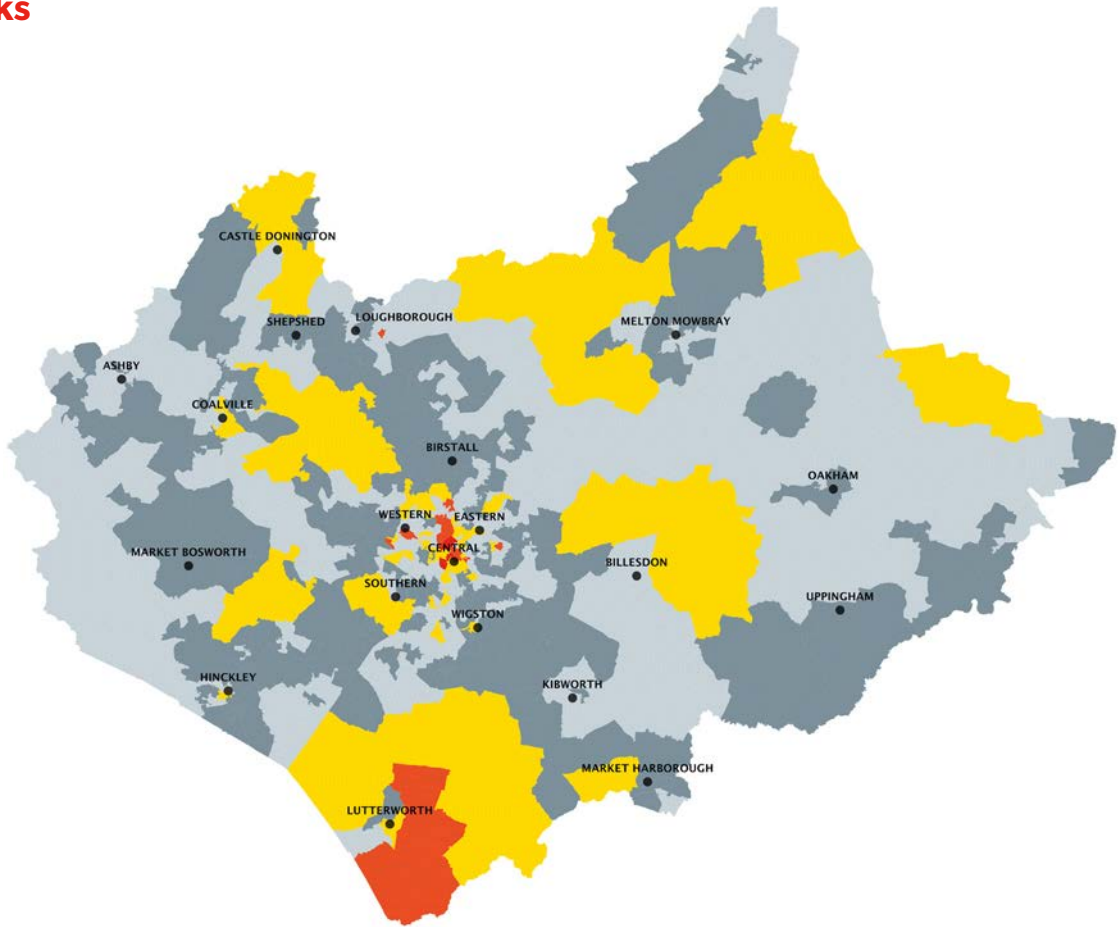 ks
CASTLE DONINGTON
SHEPSHED
LOUGHBOROUGH
MELTON MOWBRAY
ASHBY
COALVILLE
BIRSTALL
OAKHAM
WESTERN
EASTERN
CENTRAL
MARKET BOSWORTH
BILLESDON
SOUTHERN
UPPINGHAM
WIGSTON
HINCKLEY
KIBWORTH
MARKET HARBOROUGH
LUTTERWORTH